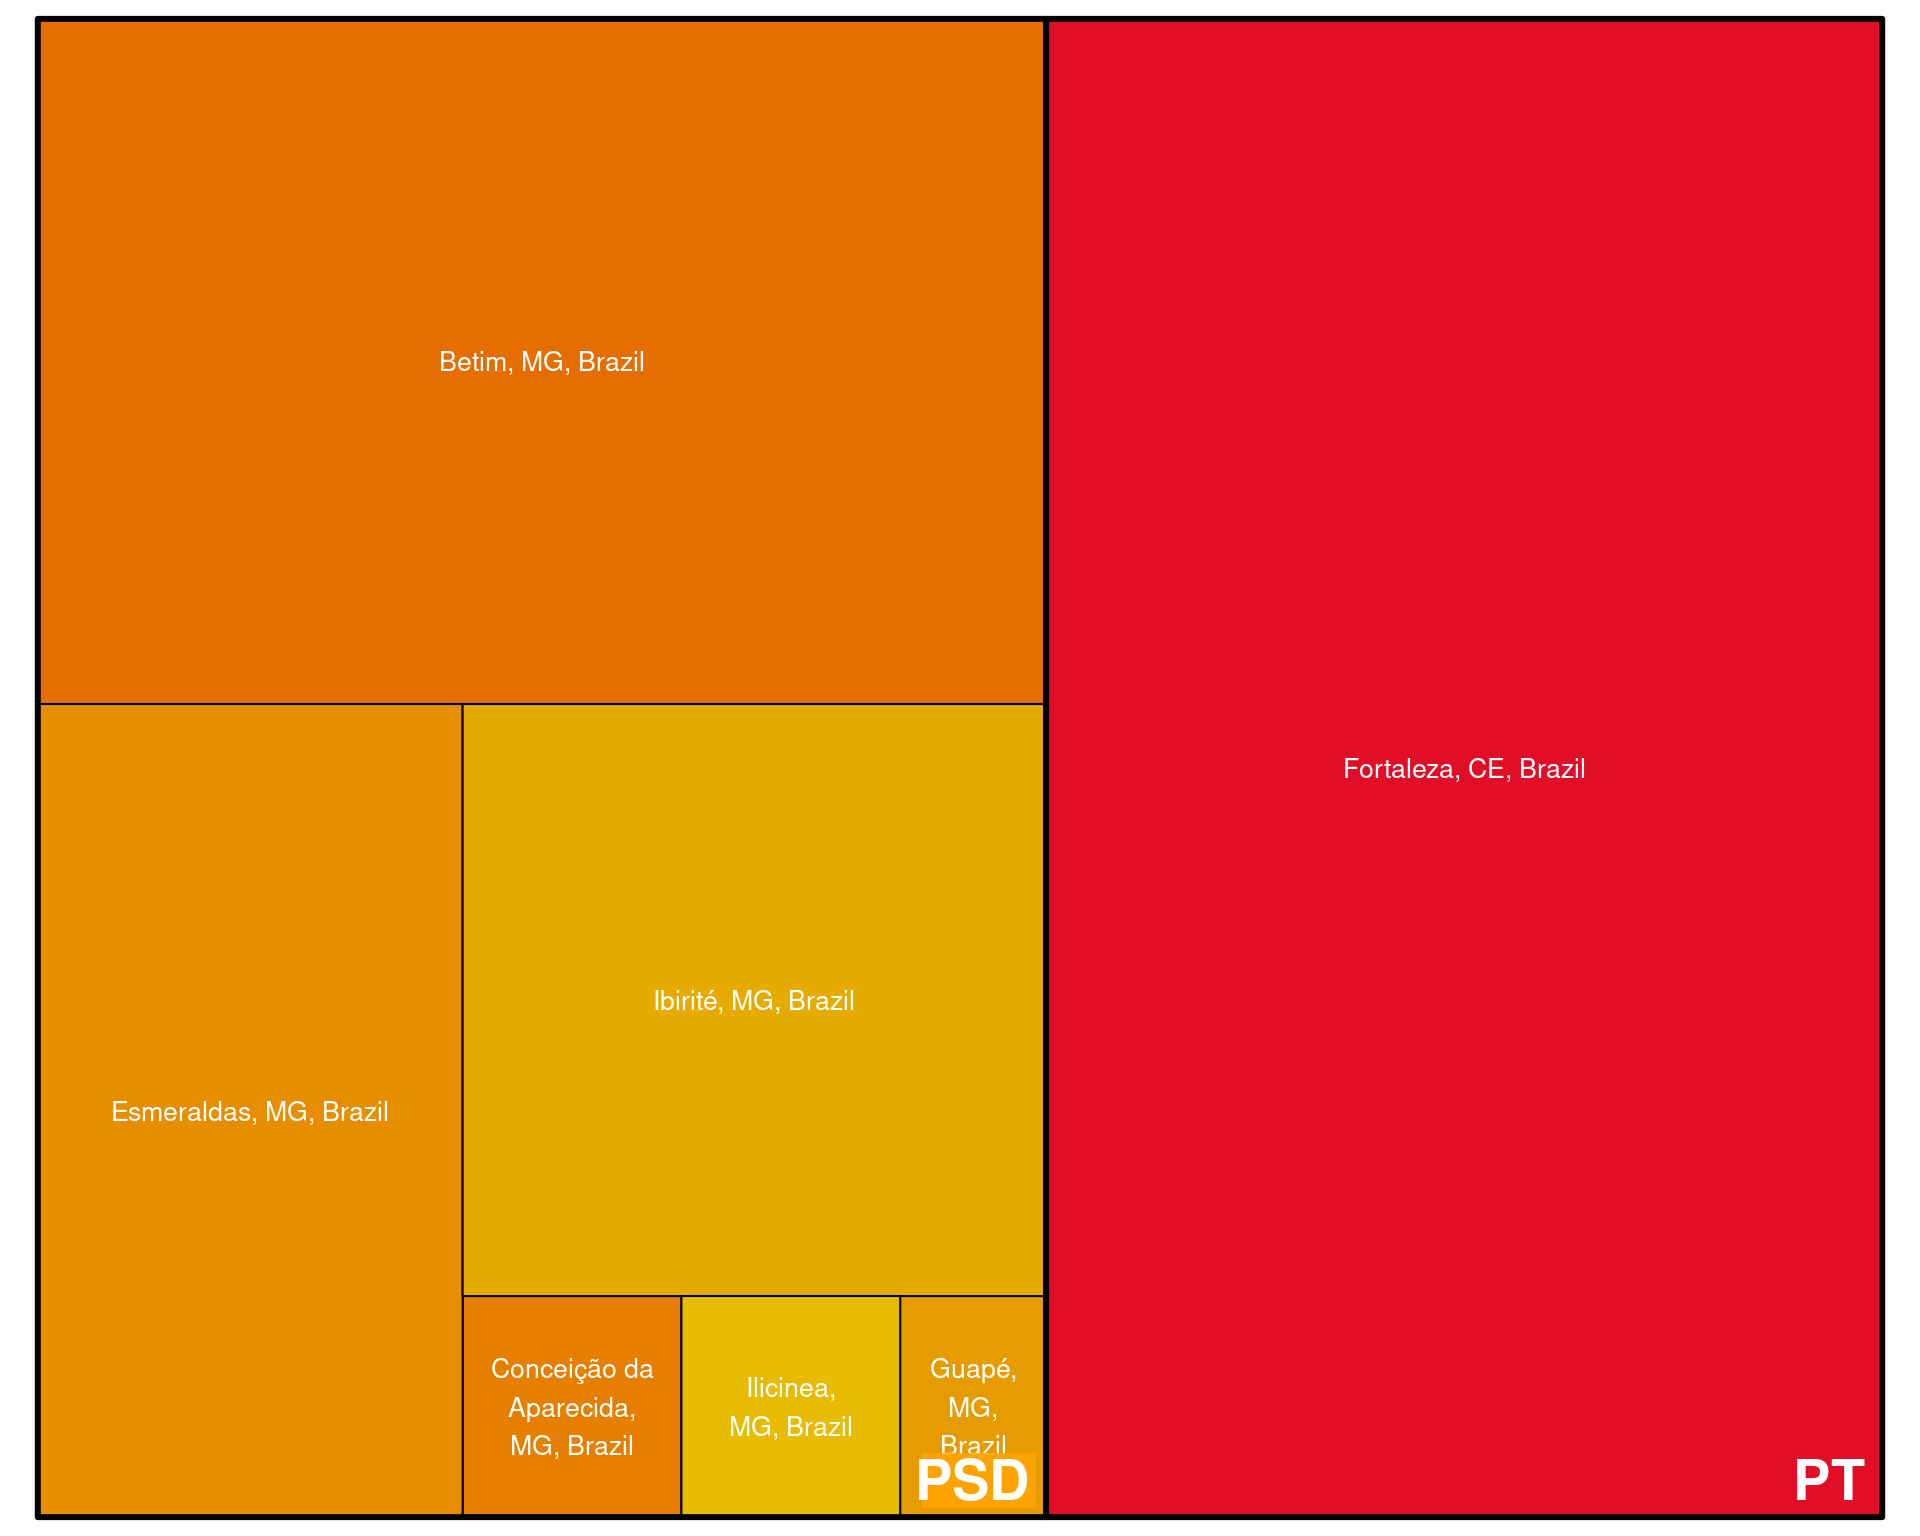 Betim, MG, Brazil
Esmeraldas, MG, Brazil
Ibirité, MG, Brazil
Conceição da
Aparecida,
MG, Brazil
Ilicinea,
MG, Brazil
Guapé,
MG,
Brazil
PSD
Fortaleza, CE, Brazil
PT